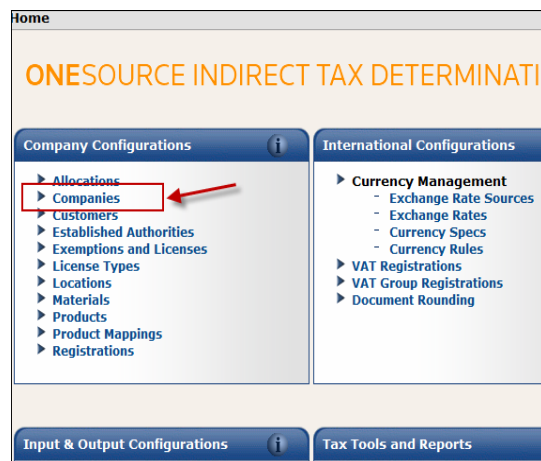 Home
ONESOURCE INDIRECT TAX DETERMINATI
Company Configurations
i
Allocations
Companies
Customers
Established Authorities
Exemptions and Licenses
License Types
Locations
Materials
Products
Product Mappings
Registrations
International Configurations
Currency Management
- Exchange Rate Sources
- Exchange Rates
- Currency Specs
- Currency Rules
VAT Registrations
VAT Group Registrations
Document Rounding
Input & Output Configurations
i
Tax Tools and Reports